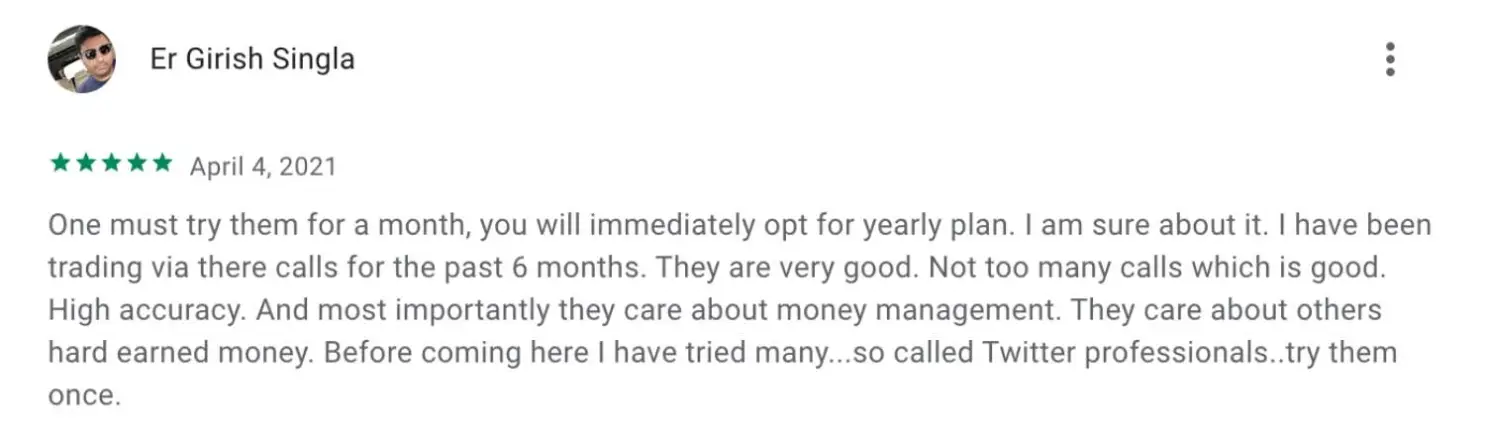 Er Girish Singla
April 4, 2021
One must try them for a month, you will immediately opt for yearly plan. I am sure about it. I have been
trading via there calls for the past 6 months. They are very good. Not too many calls which is good.
High accuracy. And most importantly they care about money management. They care about others
hard earned money. Before coming here I have tried many...so called Twitter professionals..try them
once.